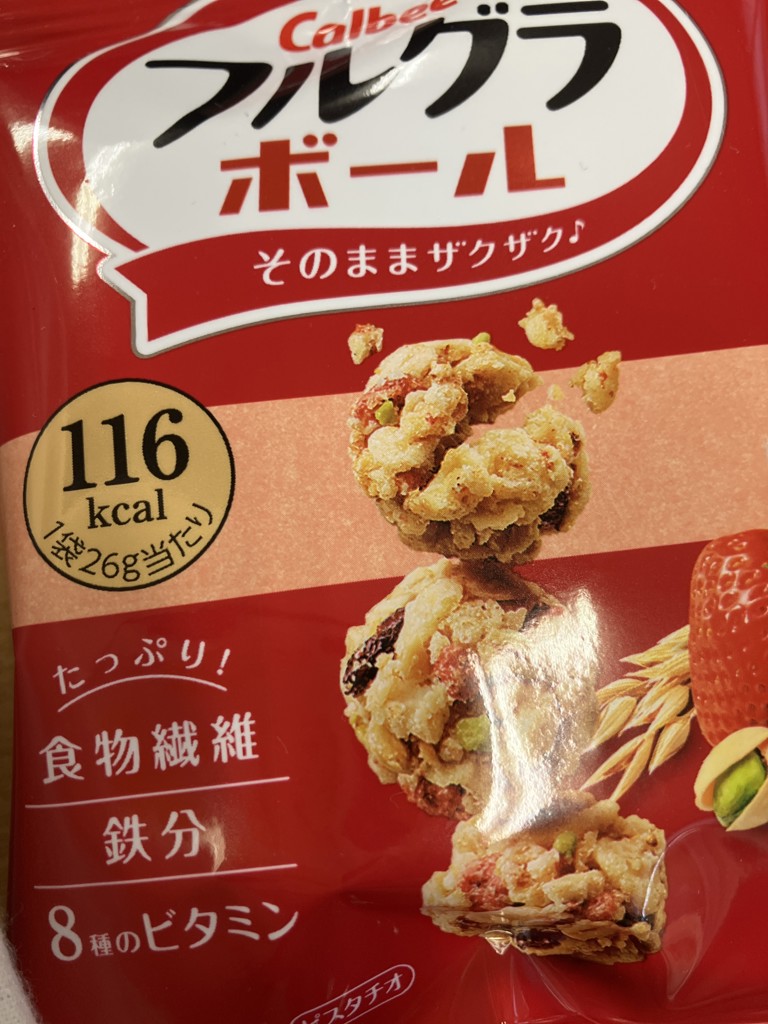 Calbee
フルグラ
ボール
そのままザクザク♪
116
kcal
1袋26g当たり
たっぷり!
食物繊維
鉄分
8種のビタミン
ピスタチオ